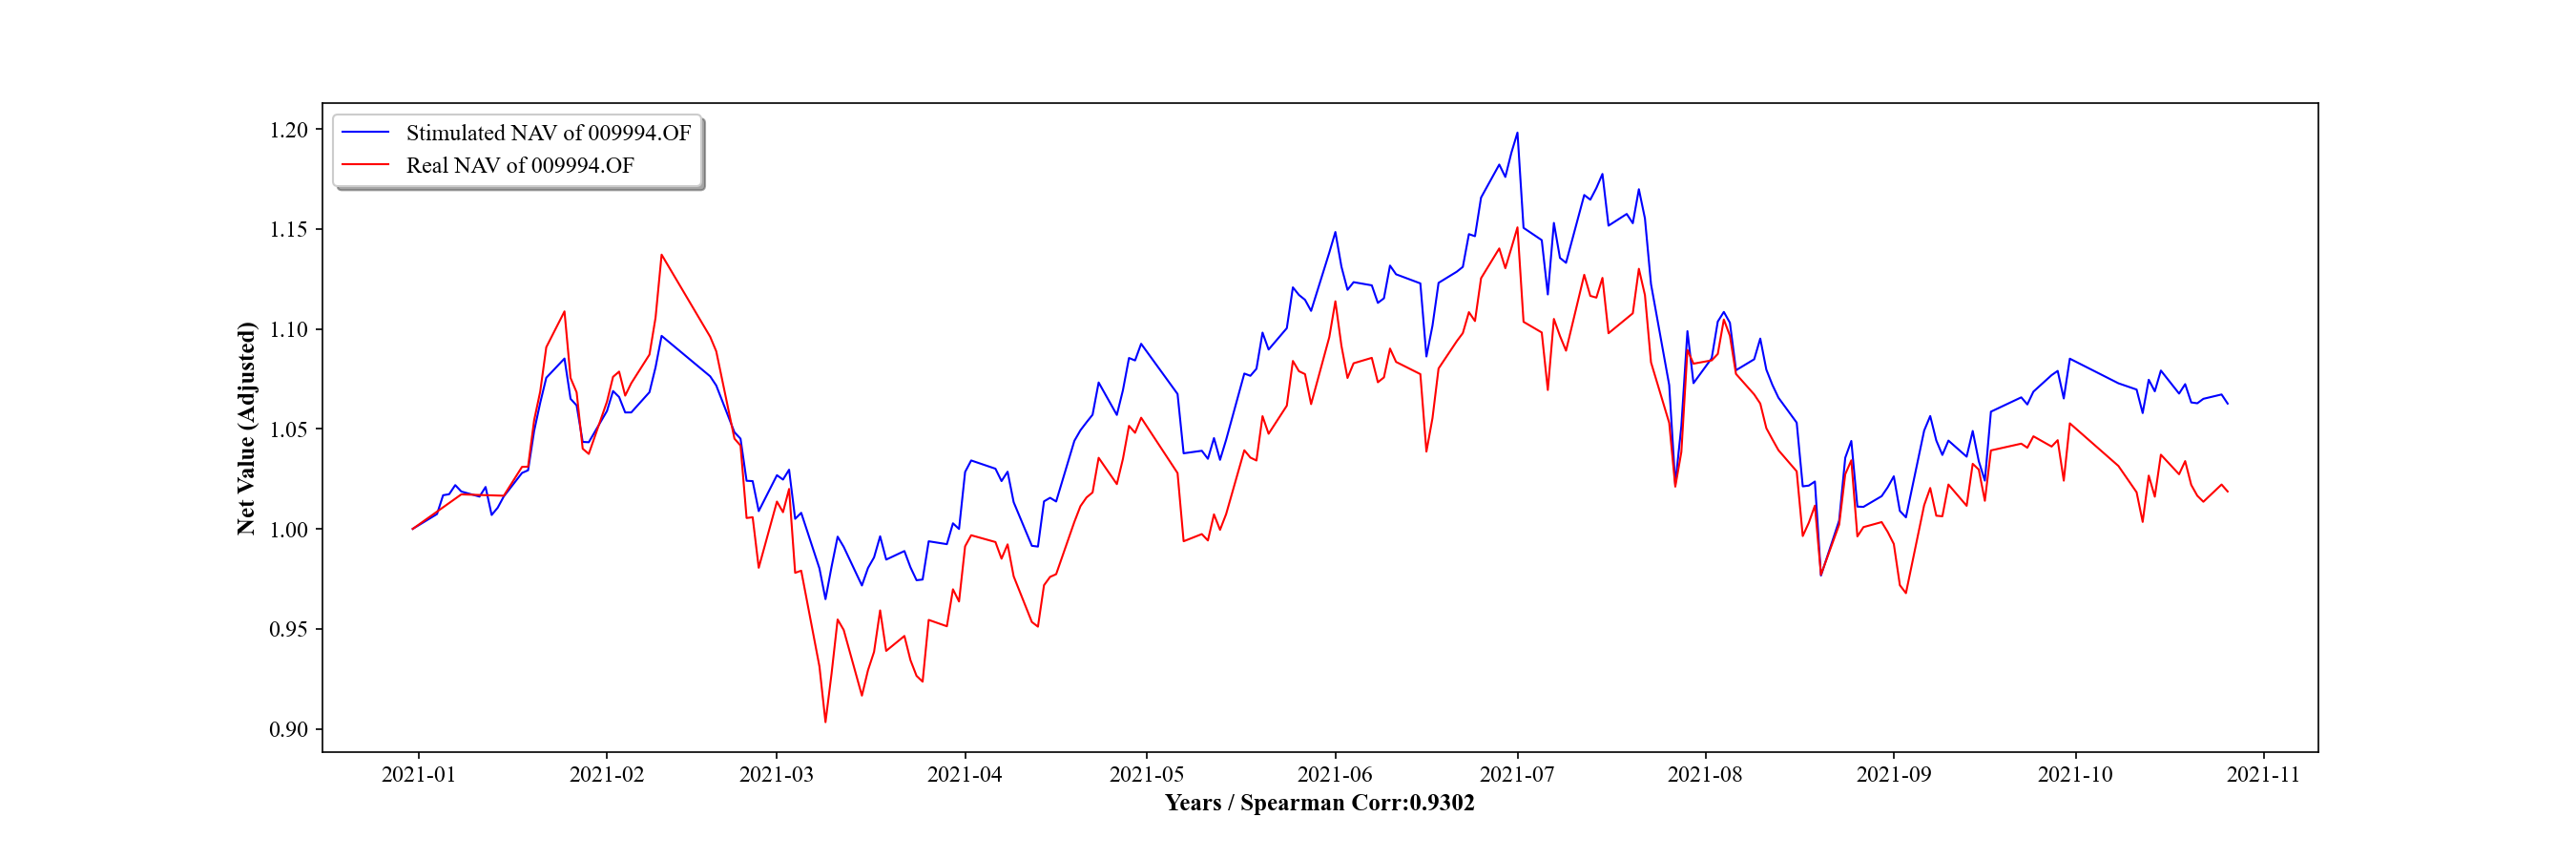 Stimulated NAV of 009994.OF
Real NAV of 009994.OF
Net Value (Adjusted)
1.20
1.15
1.10
1.05
1.00
0.95
0.90
2021-01 2021-02 2021-03 2021-04 2021-05 2021-06 2021-07 2021-08 2021-09 2021-10 2021-11
Years / Spearman Corr:0.9302